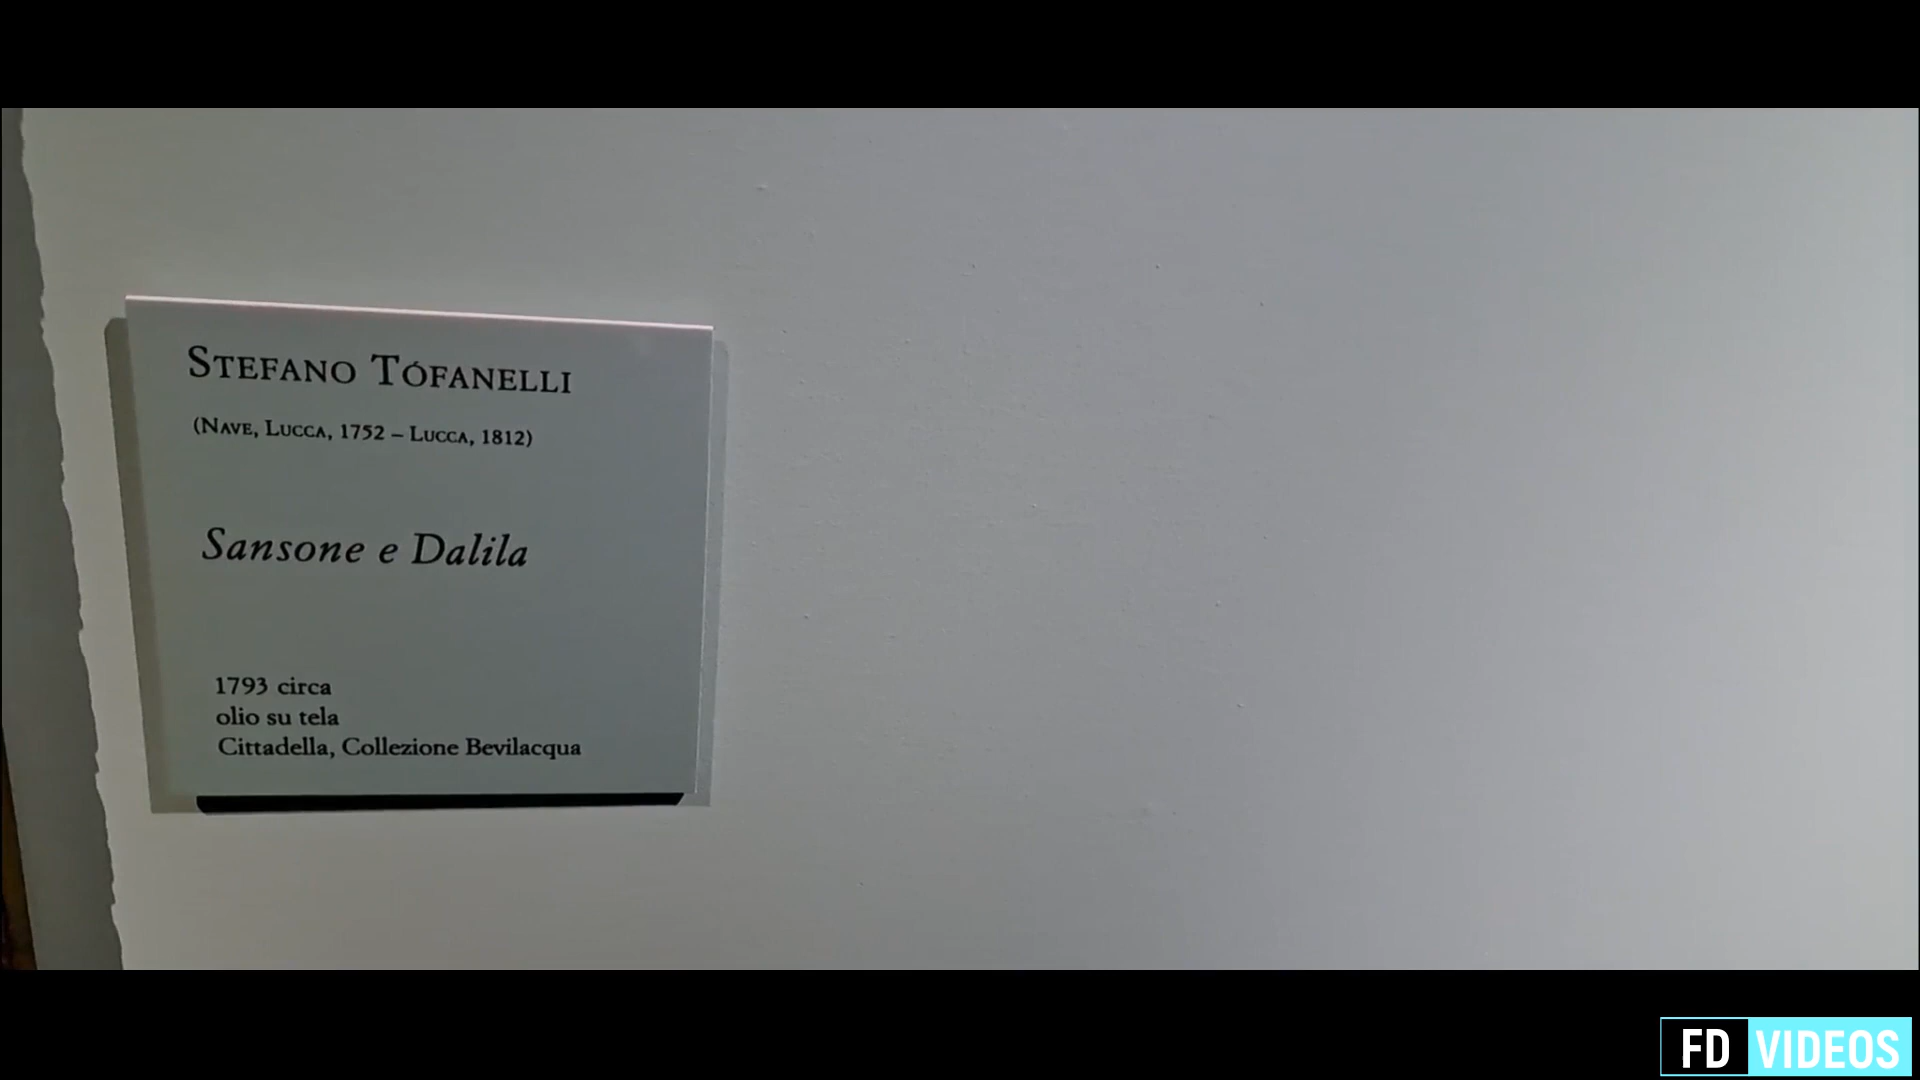 STEFANO TÓFANELLI
(NAVE, LUCCA, 1752 – LUCCA, 1812)
Sansone e Dalila
1793 circa
olio su tela
Cittadella, Collezione Bevilacqua
FD VIDEOS